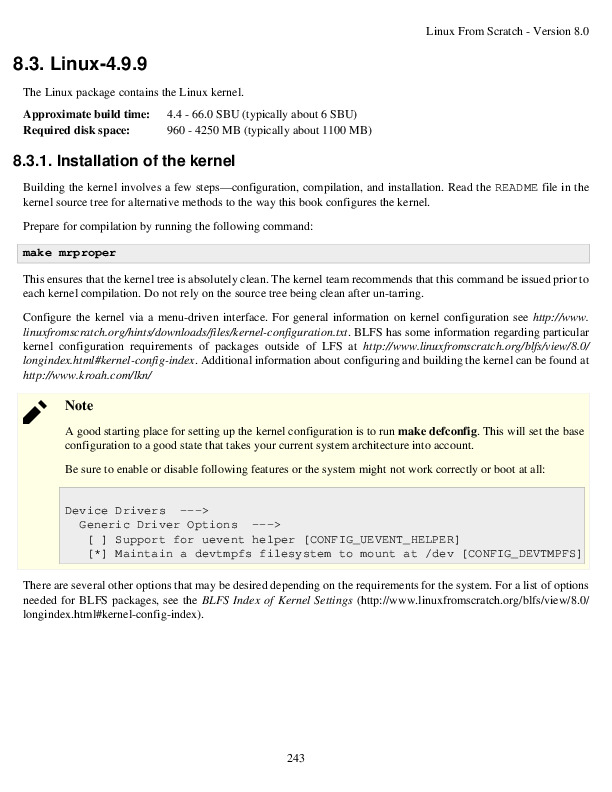 Linux From Scratch - Version 8.0
8.3. Linux-4.9.9
The Linux package contains the Linux kernel.
Approximate build time: 4.4 - 66.0 SBU (typically about 6 SBU)
Required disk space: 960 - 4250 MB (typically about 1100 MB)
8.3.1. Installation of the kernel
Building the kernel involves a few steps—configuration, compilation, and installation. Read the README file in the
kernel source tree for alternative methods to the way this book configures the kernel.
Prepare for compilation by running the following command:
make mrproper
This ensures that the kernel tree is absolutely clean. The kernel team recommends that this command be issued prior to
each kernel compilation. Do not rely on the source tree being clean after un-tarring.
Configure the kernel via a menu-driven interface. For general information on kernel configuration see http://www.
linuxfromscratch.org/hints/downloads/files/kernel-configuration.txt. BLFS has some information regarding particular
kernel configuration requirements of packages outside of LFS at http://www.linuxfromscratch.org/blfs/view/8.0/
longindex.html#kernel-config-index. Additional information about configuring and building the kernel can be found at
http://www.kroah.com/lkn/
Note
A good starting place for setting up the kernel configuration is to run make defconfig. This will set the base
configuration to a good state that takes your current system architecture into account.
Be sure to enable or disable following features or the system might not work correctly or boot at all:
Device Drivers --->
Generic Driver Options --->
[ ] Support for uevent helper [CONFIG_UEVENT_HELPER]
[*] Maintain a devtmpfs filesystem to mount at /dev [CONFIG_DEVTMPFS]
There are several other options that may be desired depending on the requirements for the system. For a list of options
needed for BLFS packages, see the BLFS Index of Kernel Settings (http://www.linuxfromscratch.org/blfs/view/8.0/
longindex.html#kernel-config-index).
243